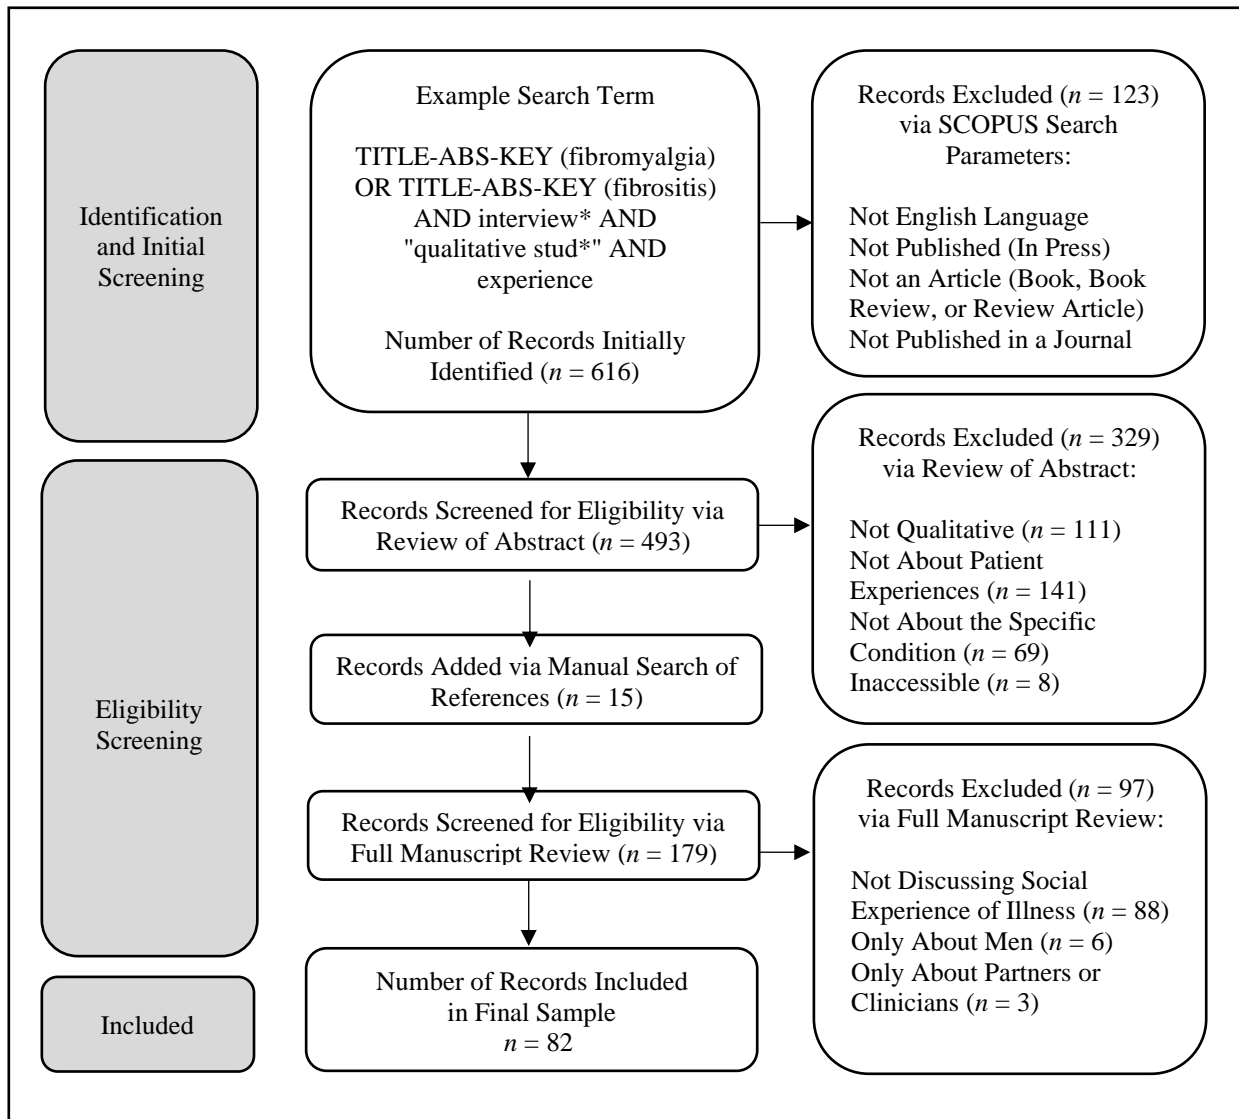 Identification
and Initial
Screening
Example Search Term
TITLE-ABS-KEY (fibromyalgia)
OR TITLE-ABS-KEY (fibrositis)
AND interview* AND
"qualitative stud*" AND
experience
Number of Records Initially
Identified (n = 616)
Records Excluded (n = 123)
via SCOPUS Search
Parameters:
Not English Language
Not Published (In Press)
Not an Article (Book, Book
Review, or Review Article)
Not Published in a Journal
Eligibility
Screening
Records Screened for Eligibility via
Review of Abstract (n = 493)
Records Excluded (n = 329)
via Review of Abstract:
Not Qualitative (n = 111)
Not About Patient
Experiences (n = 141)
Not About the Specific
Condition (n = 69)
Inaccessible (n = 8)
Records Added via Manual Search of
References (n = 15)
Records Screened for Eligibility via
Full Manuscript Review (n = 179)
Records Excluded (n = 97)
via Full Manuscript Review:
Not Discussing Social
Experience of Illness (n = 88)
Only About Men (n = 6)
Only About Partners or
Clinicians (n = 3)
Included
Number of Records Included
in Final Sample
n = 82